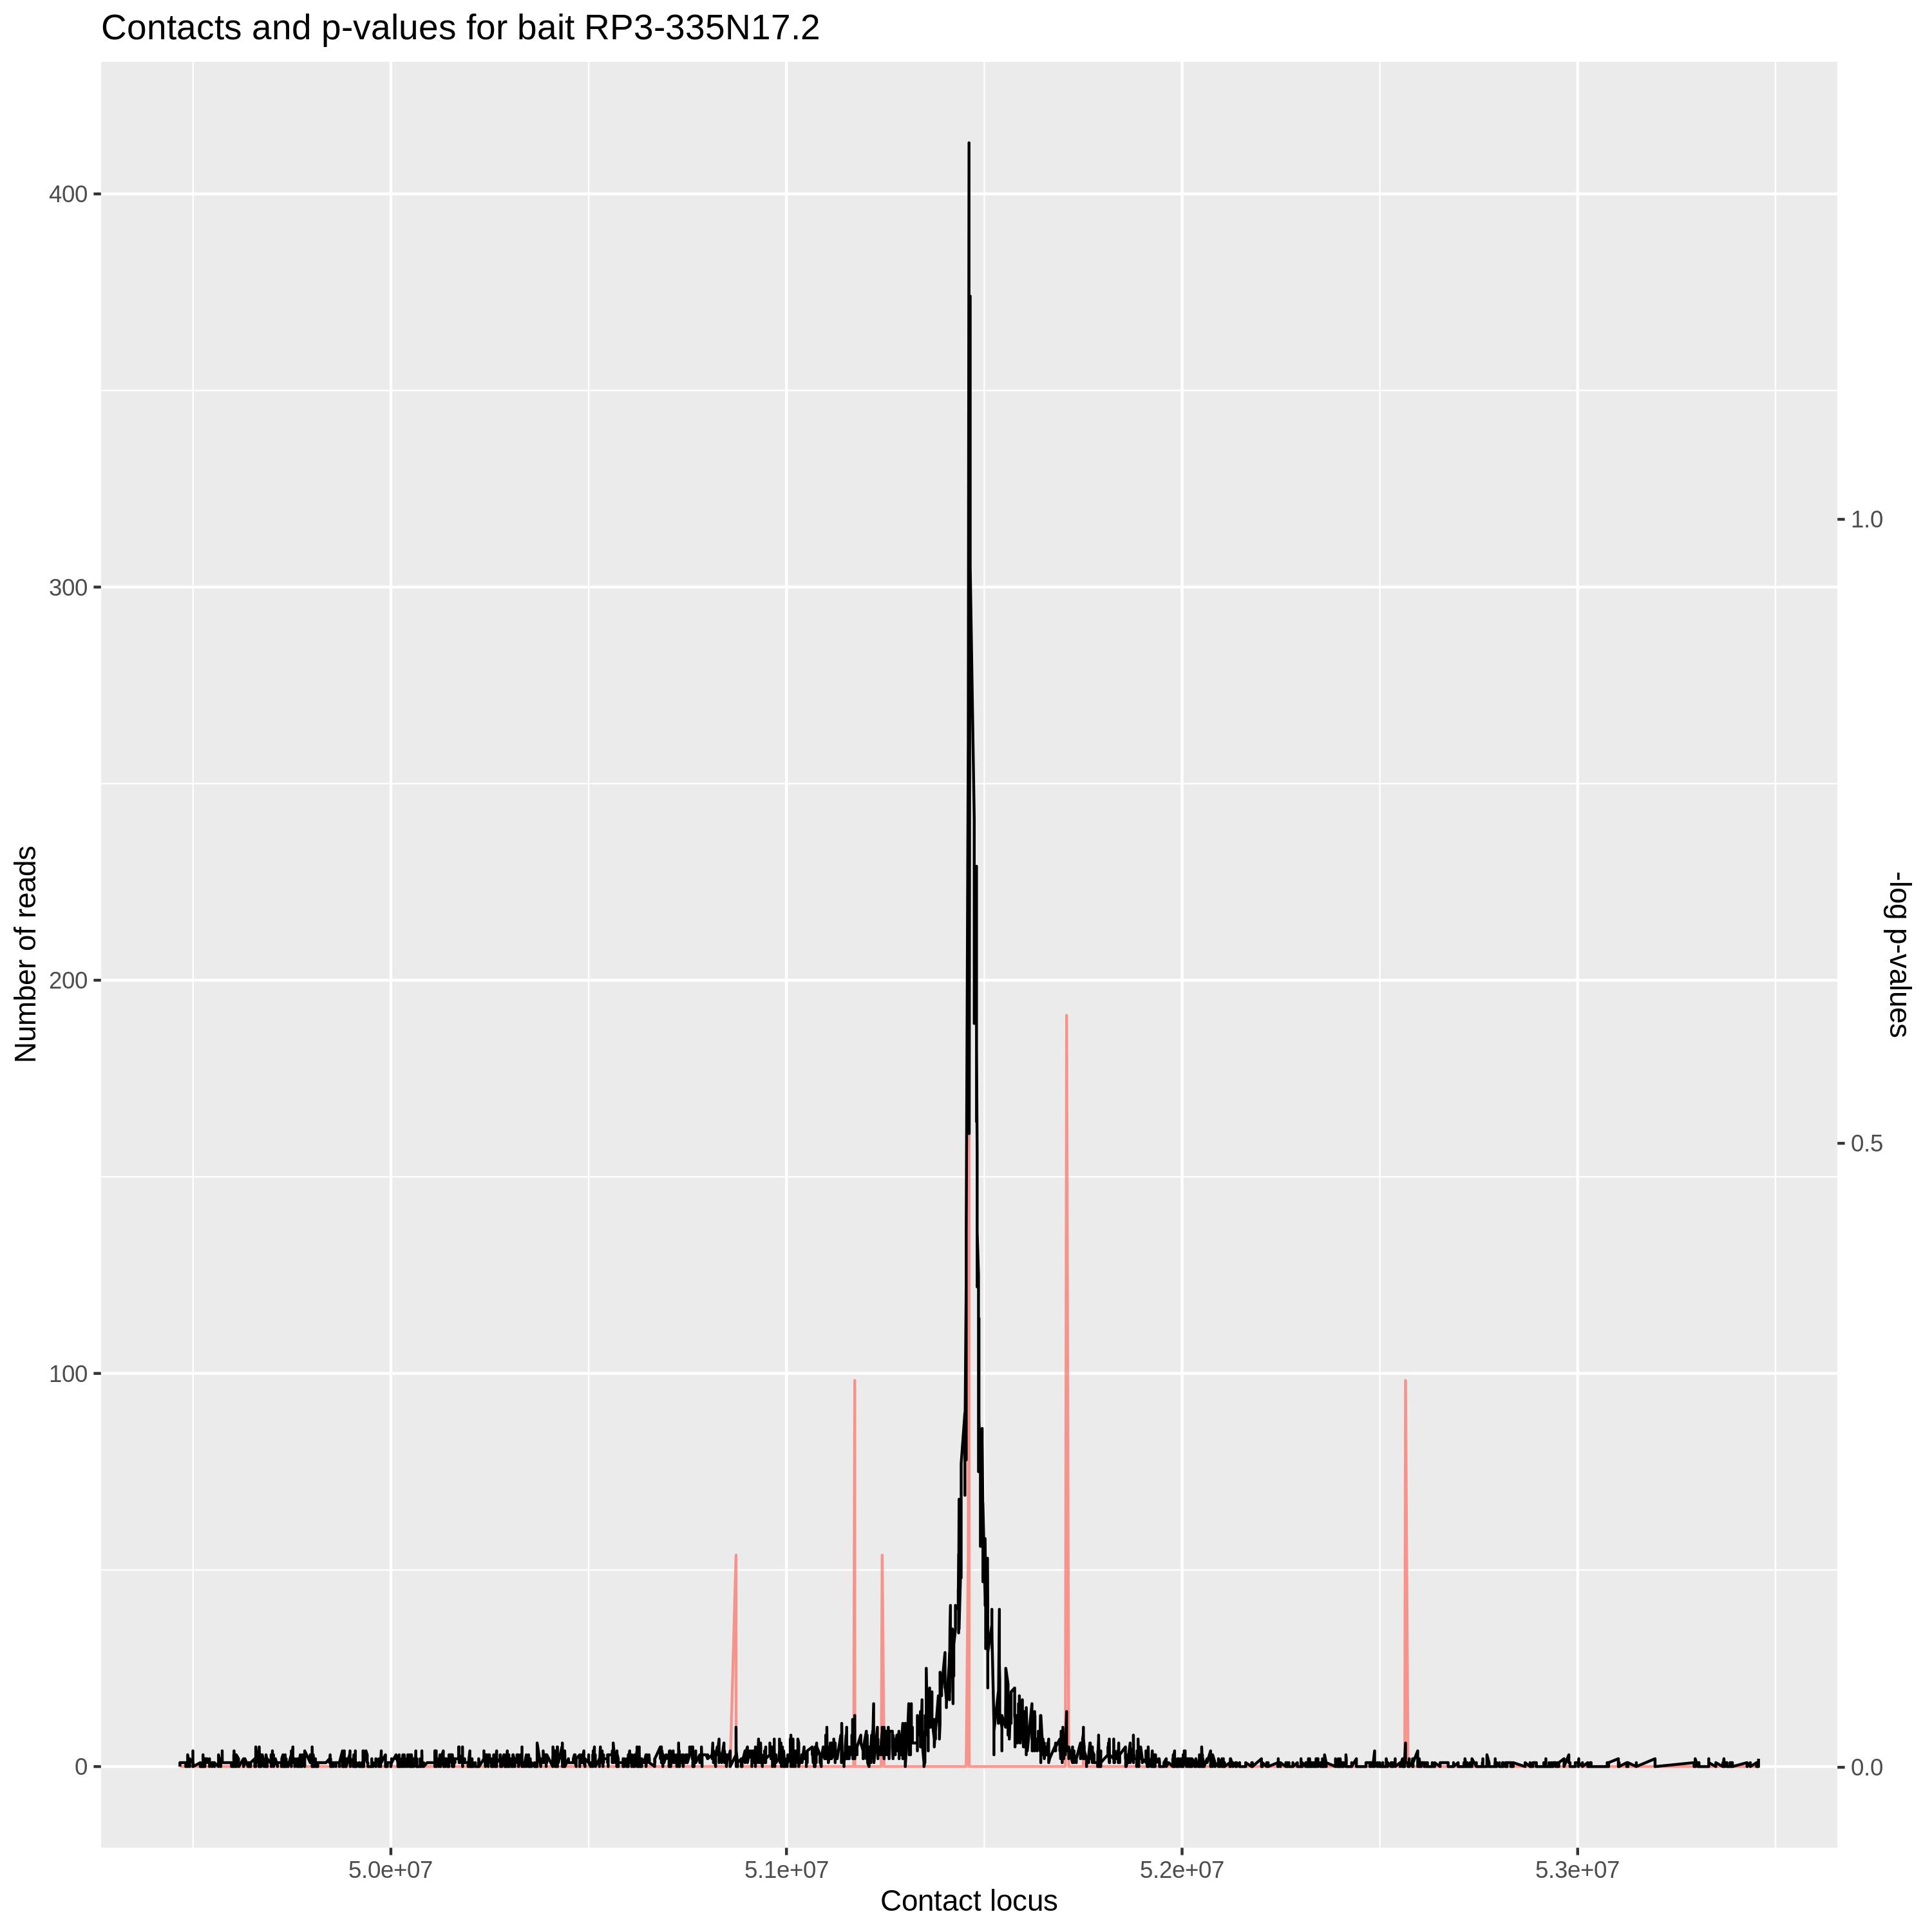 Contacts and p-values for bait RP3-335N17.2
400
300
200
100
0
Number of reads
1.0
0.5
0.0
-log p-values
5.0e+07
5.1e+07
5.2e+07
5.3e+07
Contact locus